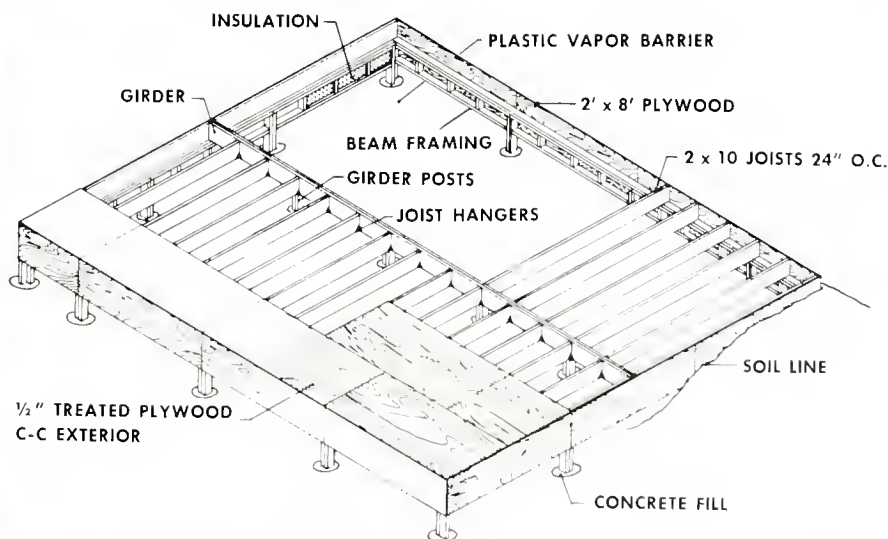 INSULATION
PLASTIC VAPOR BARRIER
GIRDER
2' x 8' PLYWOOD
BEAM FRAMING
2 x 10 JOISTS 24" O.C.
GIRDER POSTS
JOIST HANGERS
SOIL LINE
½" TREATED PLYWOOD
C-C EXTERIOR
CONCRETE FILL